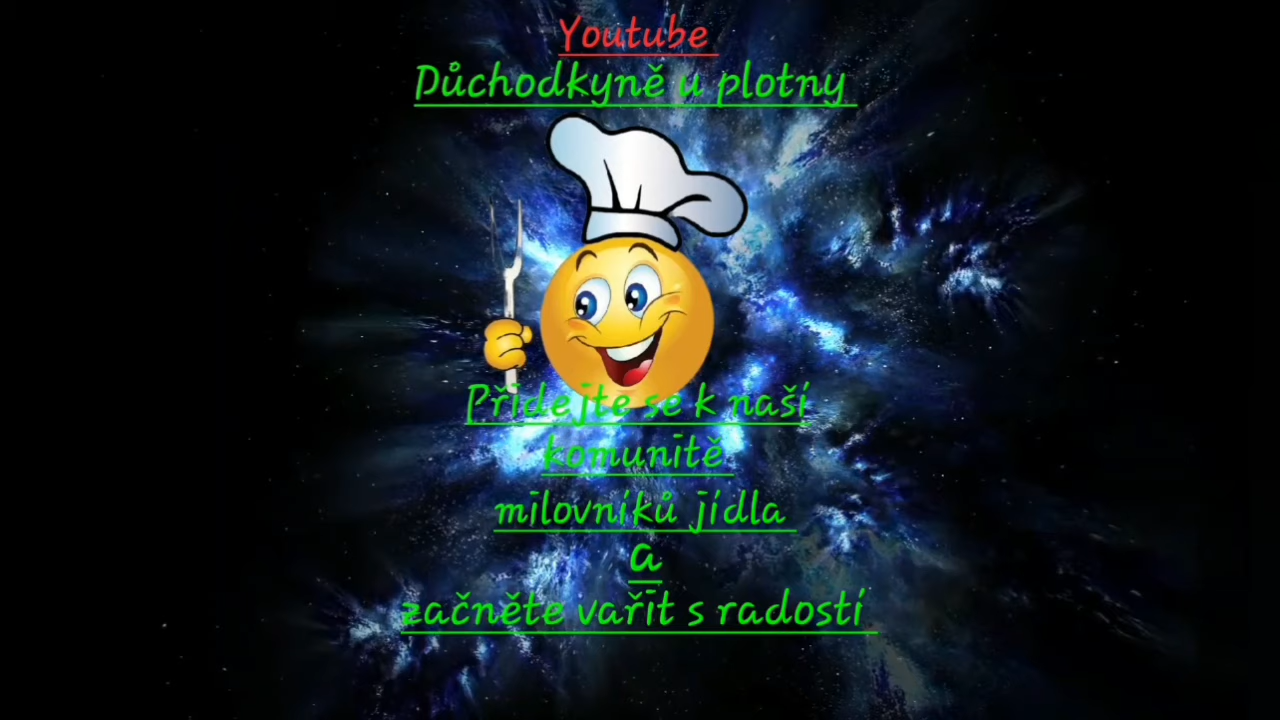 Youtube
Důchodkyně u plotny
Přidejte se k naší
komunitě
milovníků jídla
a
začněte vařit s radostí